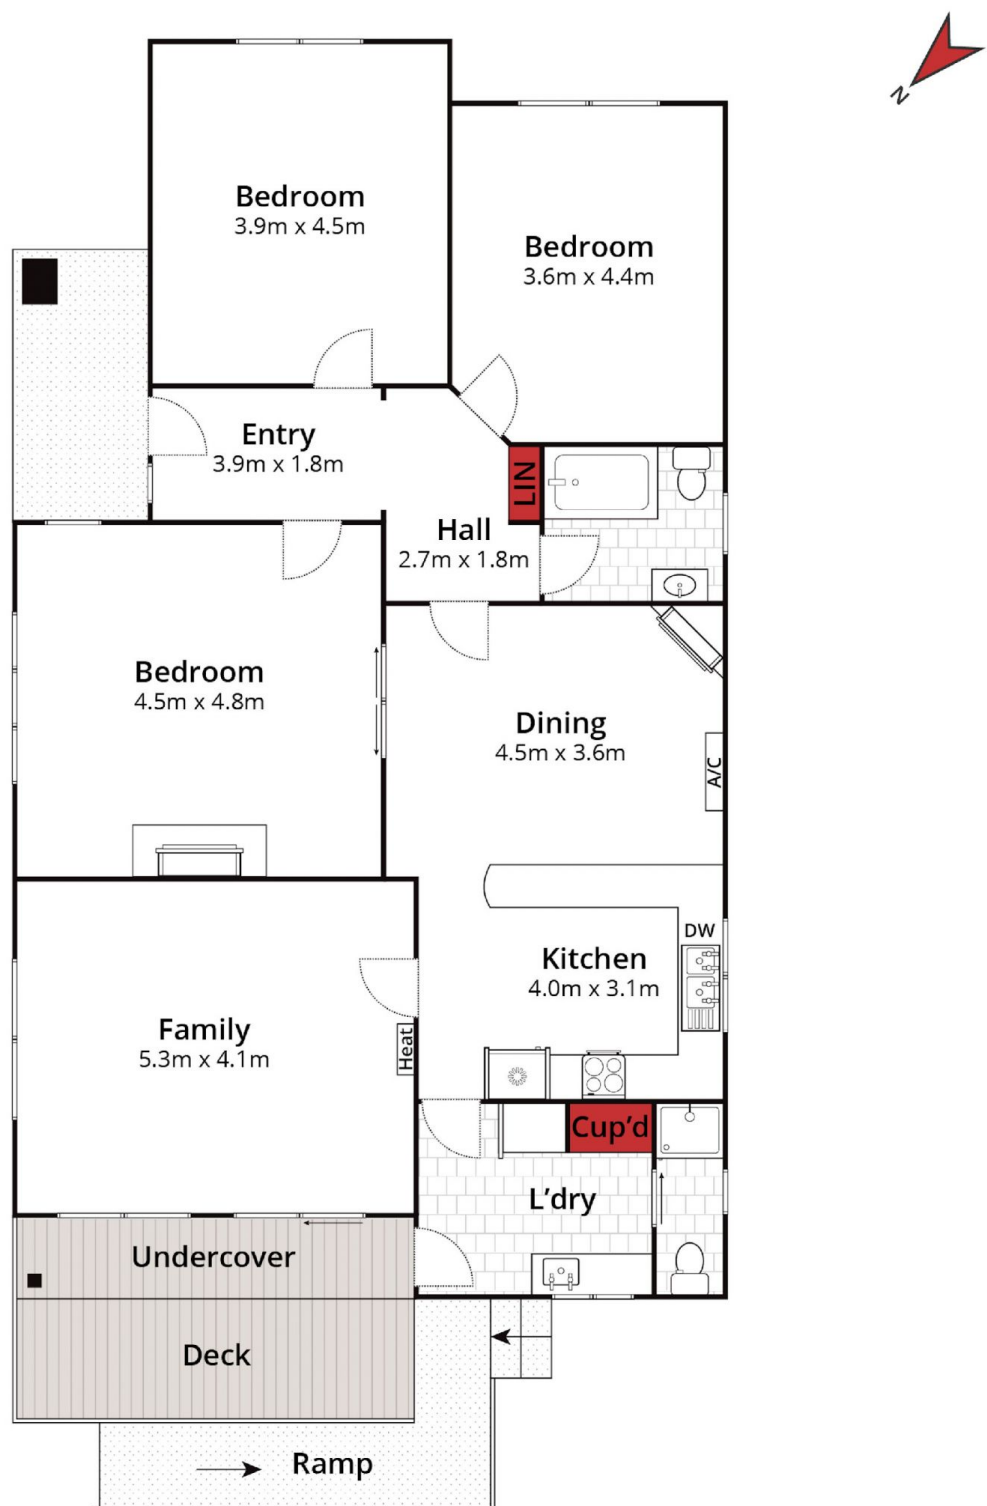 N
Bedroom
3.9m x 4.5m
Bedroom
3.6m x 4.4m
Entry
3.9m x 1.8m
LIN
Hall
2.7m x 1.8m
Bedroom
4.5m x 4.8m
Dining
4.5m x 3.6m
A/C
DW
Kitchen
4.0m x 3.1m
Family
5.3m x 4.1m
Heat
Cup'd
L'dry
Undercover
Deck
Ramp